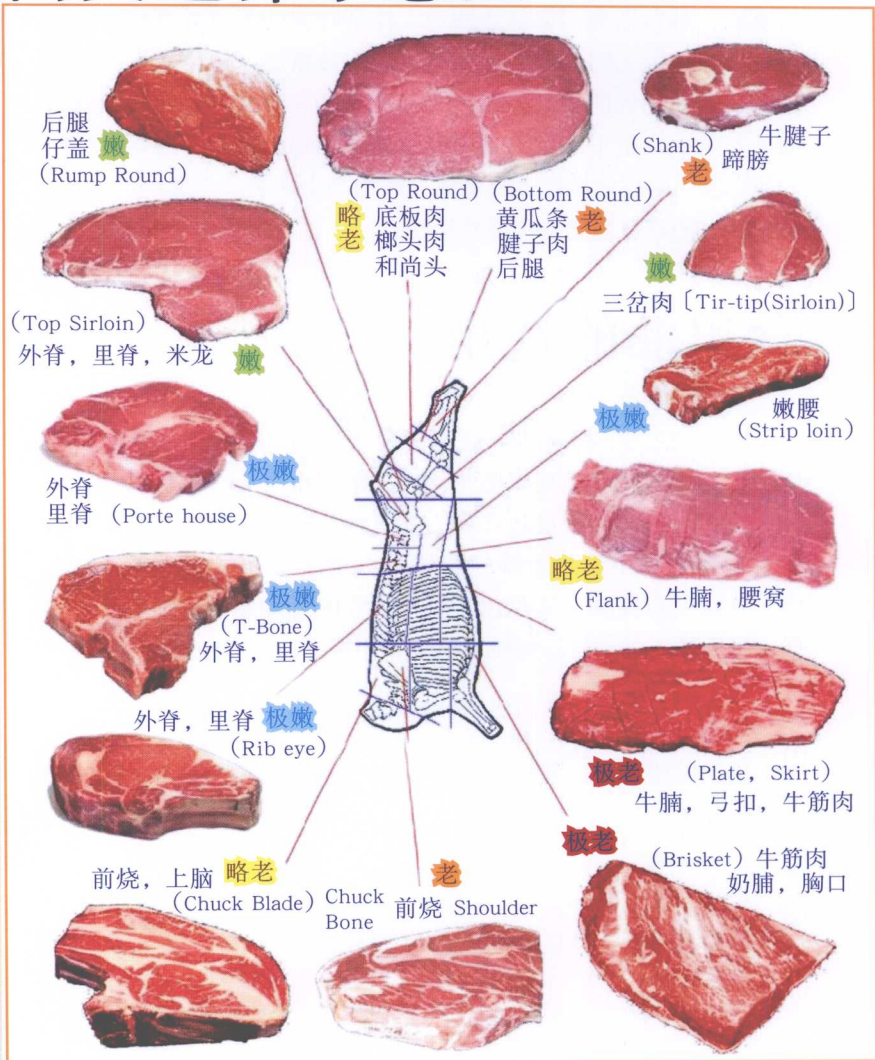 后腿
仔盖 嫩
(Rump Round)
(Top Round)
略老
底板肉
榔头肉
和尚头
(Bottom Round)
黄瓜条
腱子肉
后腿
老
(Shank) 牛腱子
蹄膀
老
(Top Sirloin)
外脊，里脊，米龙 嫩
嫩
三岔肉〔Tir-tip(Sirloin)〕
外脊
里脊 (Porte house)
极嫩
极嫩
嫩腰
(Strip loin)
极嫩
(T-Bone)
外脊，里脊
略老
(Flank) 牛腩，腰窝
外脊，里脊 极嫩
(Rib eye)
极老 (Plate, Skirt)
牛腩，弓扣，牛筋肉
前烧，上脑 略老
(Chuck Blade)
老
Chuck
Bone 前烧 Shoulder
极老
(Brisket) 牛筋肉
奶脯，胸口